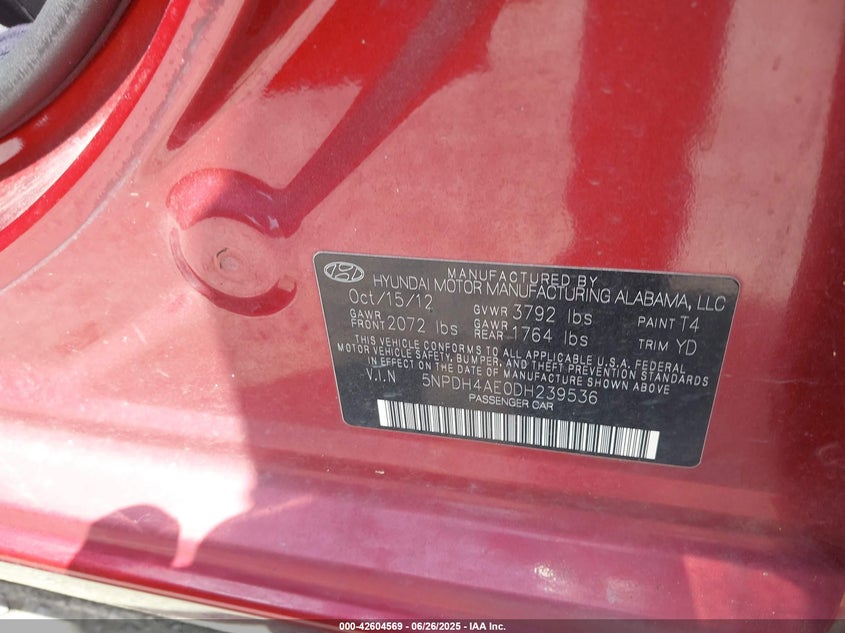 MANUFACTURED BY
HYUNDAI MOTOR MANUFACTURING ALABAMA, LLC
Oct/15/12 GVWR 3792 lbs PAINT T4
GAWR FRONT 2072 lbs GAWR REAR 1764 lbs TRIM YD
THIS VEHICLE CONFORMS TO ALL APPLICABLE U.S.A. FEDERAL
MOTOR VEHICLE SAFETY, BUMPER, AND THEFT PREVENTION STANDARDS
IN EFFECT ON THE DATE OF MANUFACTURE SHOWN ABOVE
V.I.N 5NPDH4AE0DH239536
PASSENGER CAR
000-42604569 - 06/26/2025 - IAA Inc.